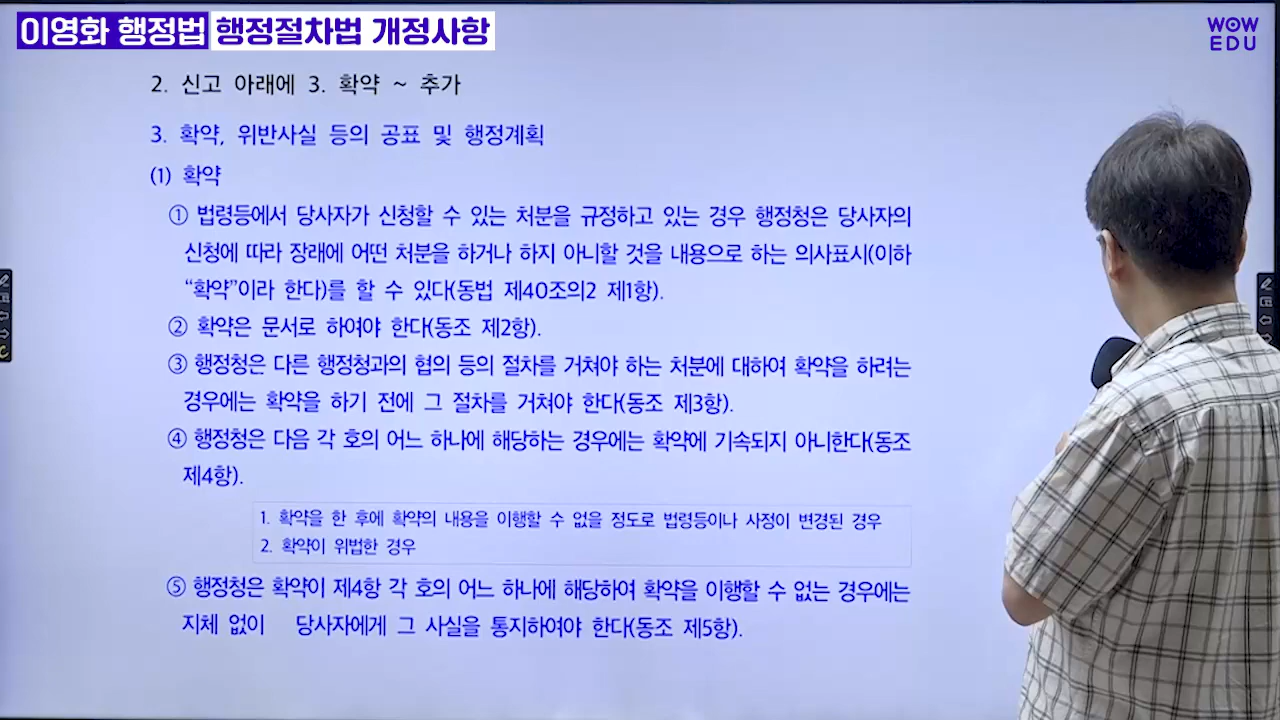 이영화 행정법 행정절차법 개정사항
WOW
EDU
2. 신고 아래에 3. 확약 ~ 추가
3. 확약, 위반사실 등의 공표 및 행정계획
(1) 확약
① 법령등에서 당사자가 신청할 수 있는 처분을 규정하고 있는 경우 행정청은 당사자의
신청에 따라 장래에 어떤 처분을 하거나 하지 아니할 것을 내용으로 하는 의사표시(이하
“확약”이라 한다)를 할 수 있다(동법 제40조의2 제1항).
② 확약은 문서로 하여야 한다(동조 제2항).
③ 행정청은 다른 행정청과의 협의 등의 절차를 거쳐야 하는 처분에 대하여 확약을 하려는
경우에는 확약을 하기 전에 그 절차를 거쳐야 한다(동조 제3항).
④ 행정청은 다음 각 호의 어느 하나에 해당하는 경우에는 확약에 기속되지 아니한다(동조
제4항).
1. 확약을 한 후에 확약의 내용을 이행할 수 없을 정도로 법령등이나 사정이 변경된 경우
2. 확약이 위법한 경우
⑤ 행정청은 확약이 제4항 각 호의 어느 하나에 해당하여 확약을 이행할 수 없는 경우에는
지체 없이 당사자에게 그 사실을 통지하여야 한다(동조 제5항).